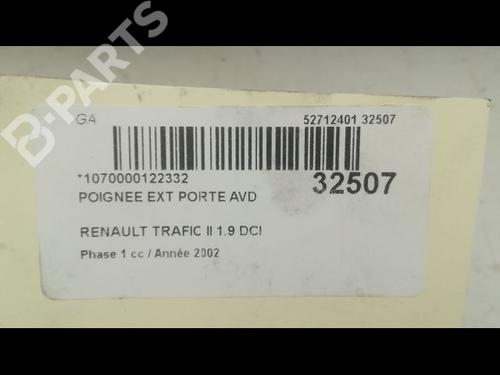 B-PARTS
GA 52712401 32507
*1070000122332 32507
POIGNEE EXT PORTE AVD
RENAULT TRAFIC II 1.9 DCI
Phase 1 cc / Année 2002